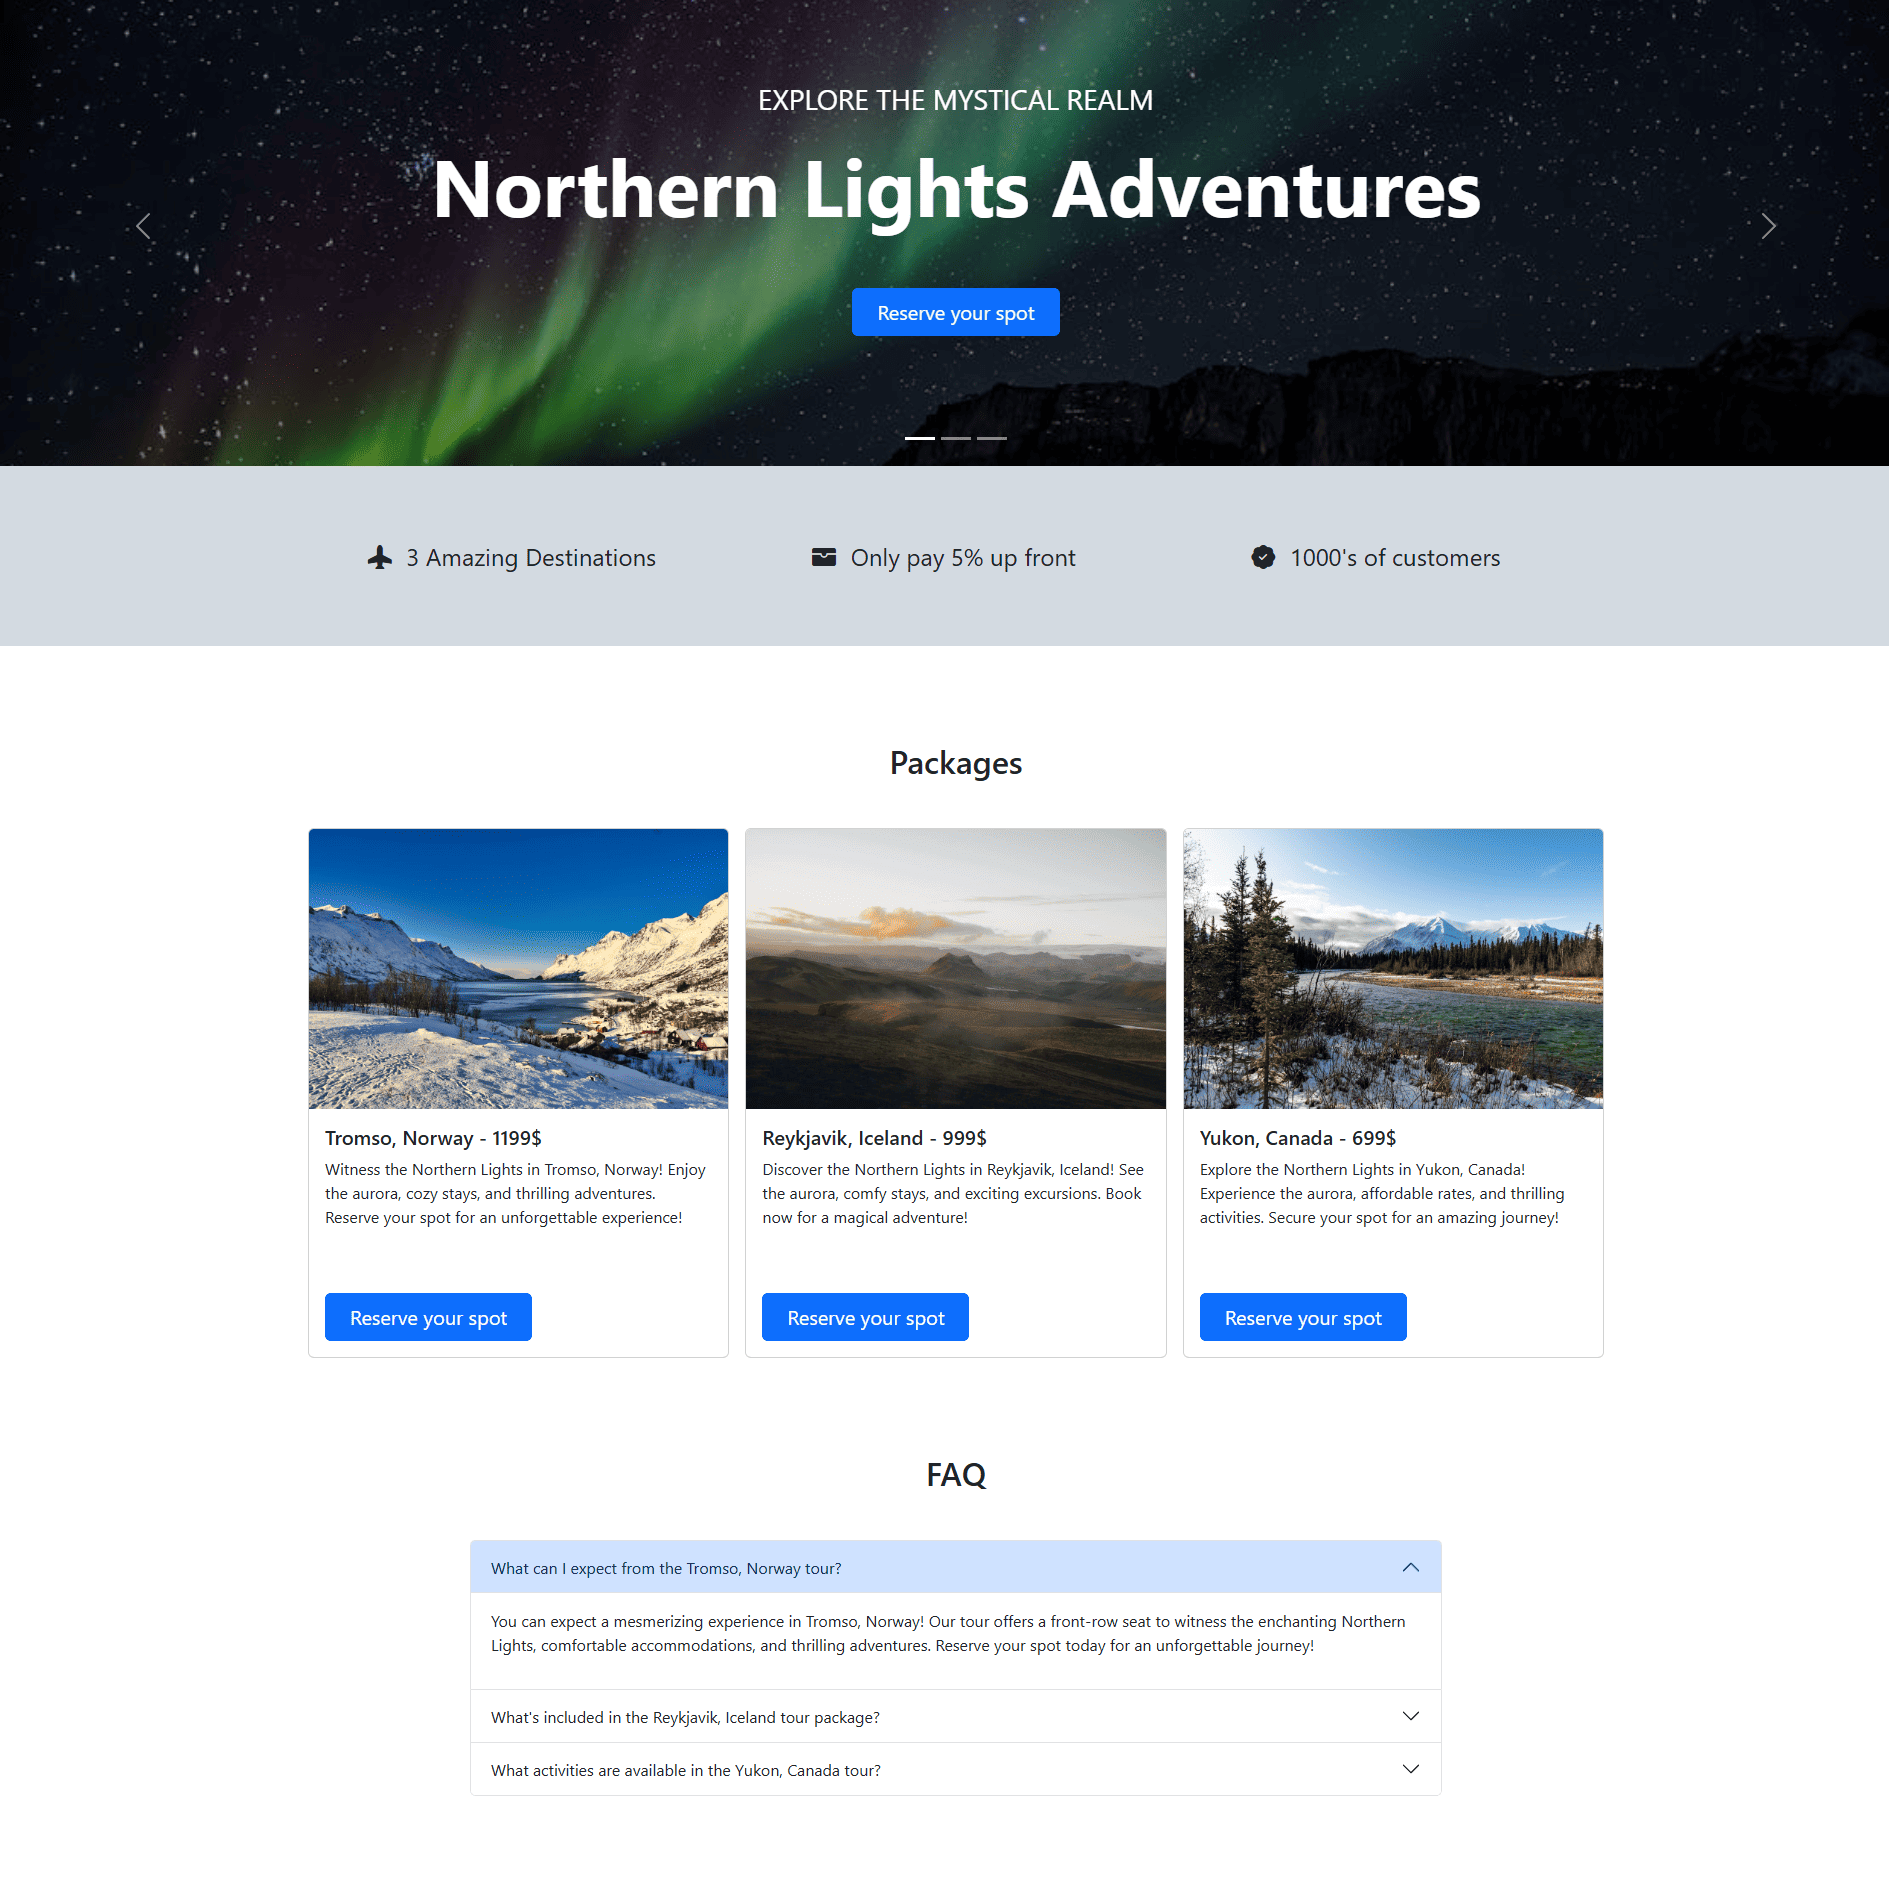 EXPLORE THE MYSTICAL REALM
Northern Lights Adventures
Reserve your spot
3 Amazing Destinations
Only pay 5% up front
1000's of customers
Packages
Tromso, Norway - 1199$
Witness the Northern Lights in Tromso, Norway! Enjoy
the aurora, cozy stays, and thrilling adventures.
Reserve your spot for an unforgettable experience!
Reserve your spot
Reykjavik, Iceland - 999$
Discover the Northern Lights in Reykjavik, Iceland! See
the aurora, comfy stays, and exciting excursions. Book
now for a magical adventure!
Reserve your spot
Yukon, Canada - 699$
Explore the Northern Lights in Yukon, Canada!
Experience the aurora, affordable rates, and thrilling
activities. Secure your spot for an amazing journey!
Reserve your spot
FAQ
What can I expect from the Tromso, Norway tour?
You can expect a mesmerizing experience in Tromso, Norway! Our tour offers a front-row seat to witness the enchanting Northern
Lights, comfortable accommodations, and thrilling adventures. Reserve your spot today for an unforgettable journey!
What's included in the Reykjavik, Iceland tour package?
What activities are available in the Yukon, Canada tour?